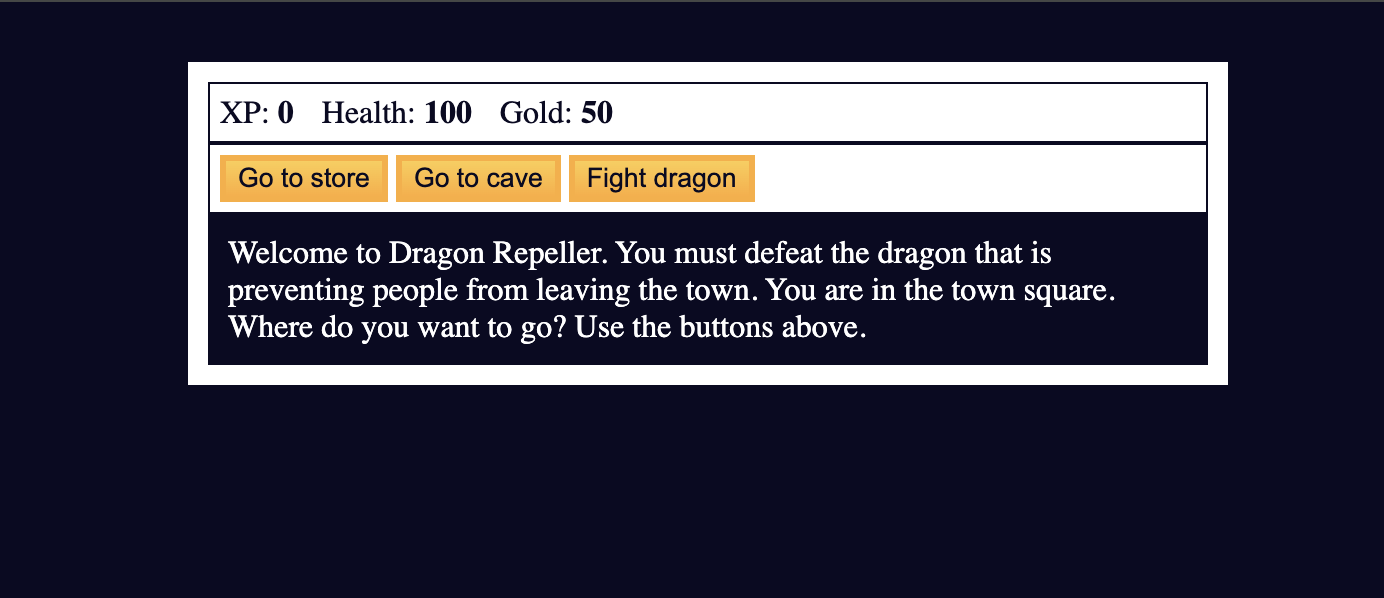 XP: 0 Health: 100 Gold: 50
Go to store Go to cave Fight dragon
Welcome to Dragon Repeller. You must defeat the dragon that is
preventing people from leaving the town. You are in the town square.
Where do you want to go? Use the buttons above.